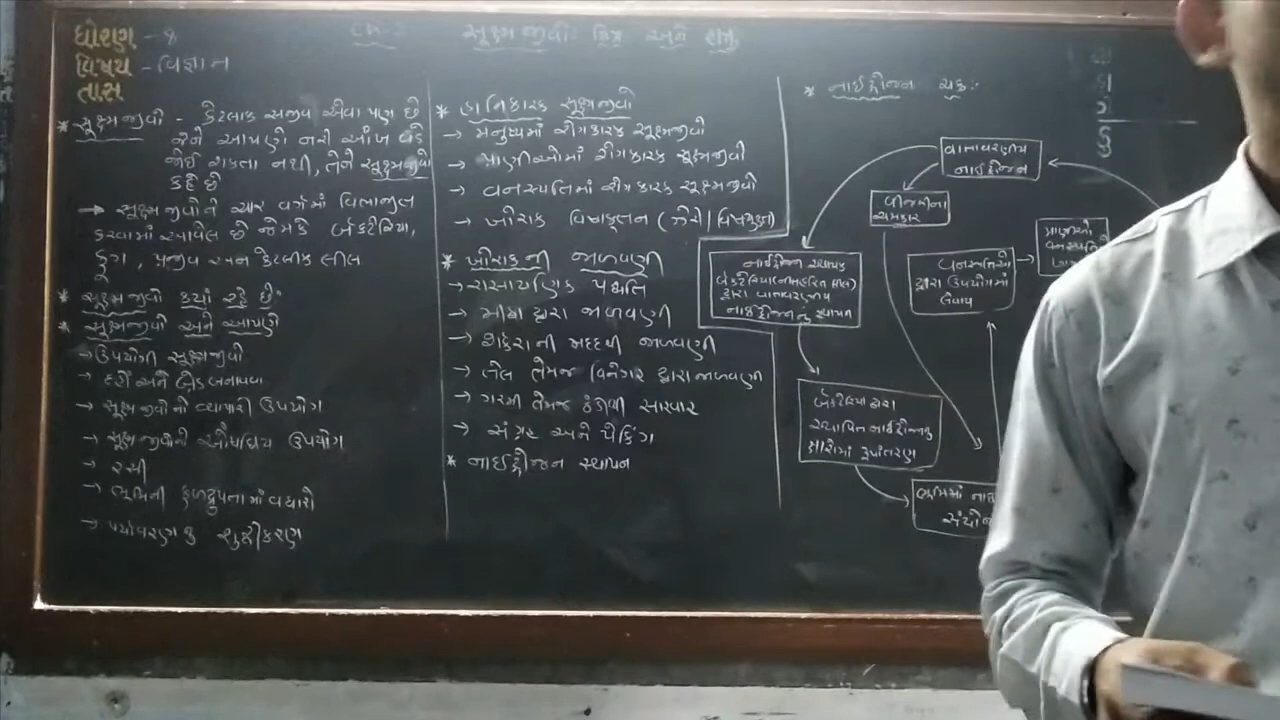 ધોરણ - ૪
વિષય - વિજ્ઞાન
તાસ
સૂક્ષ્મજીવો: મિત્ર અને શત્રુ
* સૂક્ષ્મજીવો - કેટલાક સજીવ એવા પણ છે
જેને આપણે નરી આંખ વડે
જોઈ શકતા નથી, તેને સૂક્ષ્મજીવો
કહે છે
→ સૂક્ષ્મજીવોને ચાર વર્ગમાં વિભાજીત
કરવામાં આવેલ છે જેમકે બેક્ટેરિયા,
ફૂગ, પ્રજીવ અને કેટલીક લીલ
* સૂક્ષ્મજીવો ક્યાં રહે છે:
* સૂક્ષ્મજીવો અને આપણે
→ ઉપયોગી સૂક્ષ્મજીવો
→ દહીં અને બ્રેડ બનાવવા
→ સૂક્ષ્મજીવોનો વ્યાપારી ઉપયોગ
→ સૂક્ષ્મજીવોને ઔષધીય ઉપયોગ
→ રસી
→ ભૂમિની ફળદ્રુપતામાં વધારો
→ પર્યાવરણનું શુદ્ધીકરણ
* હાનિકારક સૂક્ષ્મજીવો
→ મનુષ્યમાં રોગકારક સૂક્ષ્મજીવો
→ પ્રાણીઓમાં રોગકારક સૂક્ષ્મજીવો
→ વનસ્પતિમાં રોગકારક સૂક્ષ્મજીવો
→ ખોરાક વિષાક્તન
* ખોરાકની જાળવણી
→ રાસાયણિક પદ્ધતિ
→ મીઠા દ્વારા જાળવણી
→ શર્કરાની મદદથી જાળવણી
→ તેલ તેમજ વિનેગર દ્વારા જાળવણી
→ ગરમી તેમજ ઠંડીની સારવાર
→ સંગ્રહ અને પેકિંગ
* નાઈટ્રોજન સ્થાપન
* નાઈટ્રોજન ચક્ર:
વાતાવરણીય
નાઈટ્રોજન
વીજળીના
ચમકાર
નાઈટ્રોજન સ્થાપક
દ્વારા વાતાવરણીય
નાઈટ્રોજનનું સ્થાપન
વનસ્પતિઓ
દ્વારા ઉપયોગમાં
લેવાવું
પ્રાણીઓ
બેક્ટેરિયા દ્વારા
સ્થાપિત નાઈટ્રોજનનું
ક્ષારોમાં રૂપાંતરણ
ભૂમિમાં